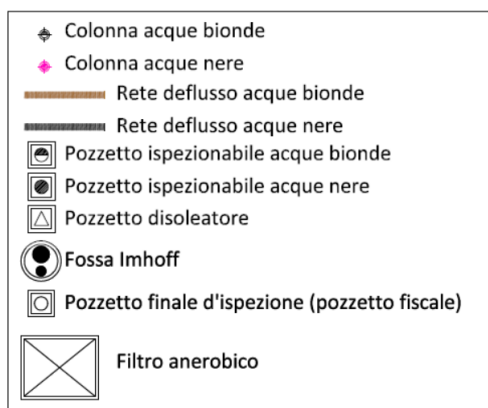 Colonna acque bionde
Colonna acque nere
Rete deflusso acque bionde
Rete deflusso acque nere
Pozzetto ispezionabile acque bionde
Pozzetto ispezionabile acque nere
Pozzetto disoleatore
Fossa Imhoff
Pozzetto finale d'ispezione (pozzetto fiscale)
Filtro anerobico